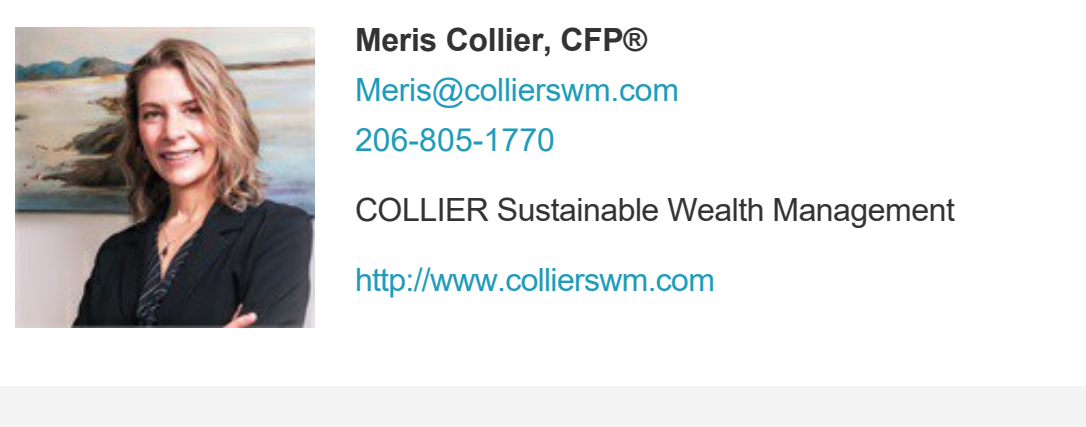 Meris Collier, CFP®
Meris@collierswm.com
206-805-1770
COLLIER Sustainable Wealth Management
http://www.collierswm.com